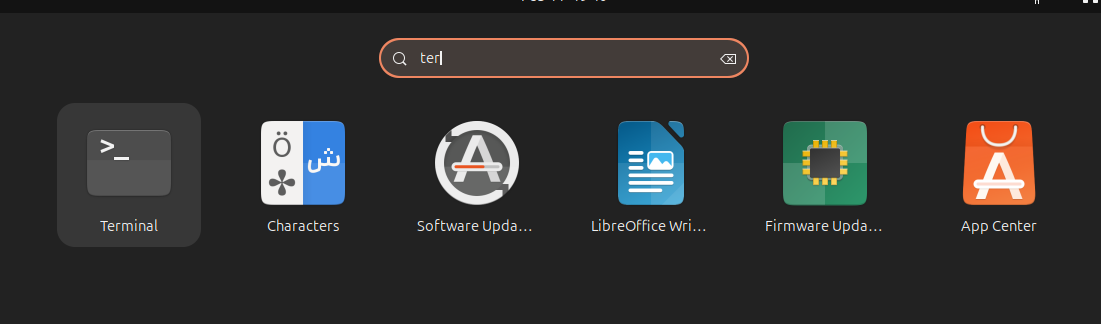 ter
>_
Ö ش
Terminal
Characters
Software Upda...
LibreOffice Wri...
Firmware Upda...
App Center